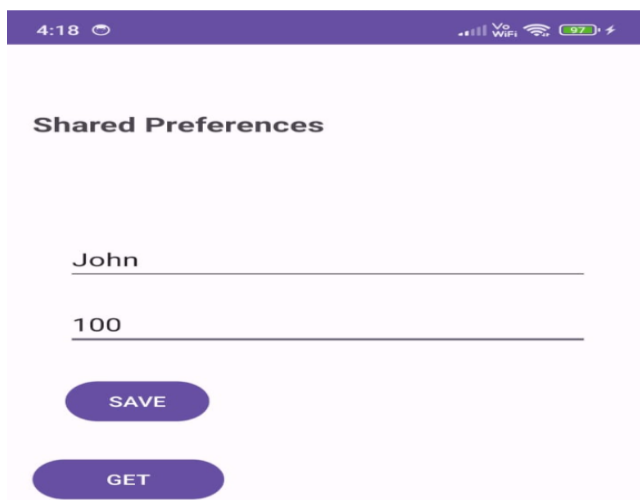 4:18 Vo WiFi 97
Shared Preferences
John
100
SAVE
GET